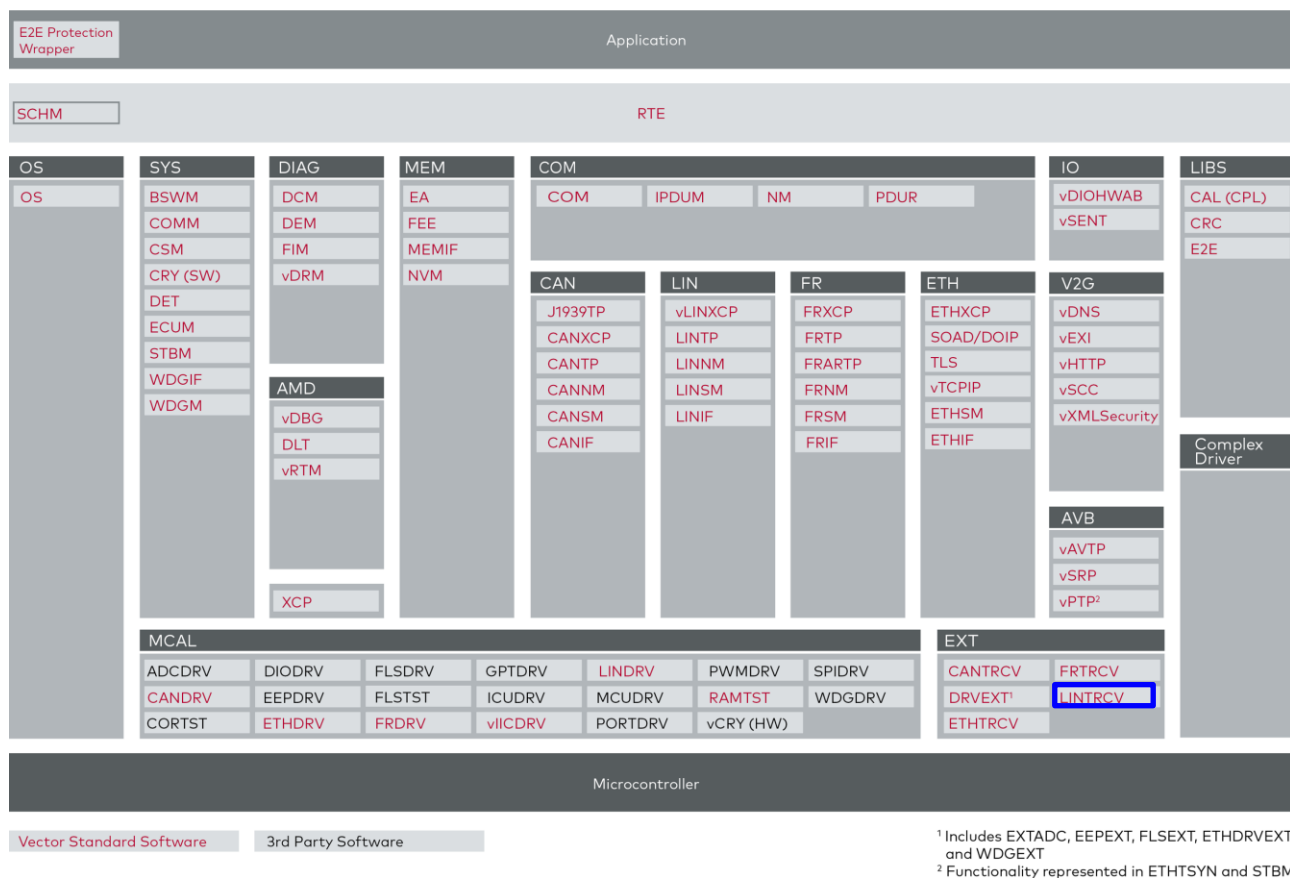 E2E Protection
Wrapper
Application
SCHM
RTE
OS
OS
SYS
BSWM
COMM
CSM
CRY (SW)
DET
ECUM
STBM
WDGIF
WDGM
DIAG
DCM
DEM
FIM
vDRM
AMD
vDBG
DLT
vRTM
XCP
MEM
EA
FEE
MEMIF
NVM
COM
COM
IPDUM
NM
PDUR
CAN
J1939TP
CANXCP
CANTP
CANNM
CANSM
CANIF
LIN
vLINXCP
LINTP
LINNM
LINSM
LINIF
FR
FRXCP
FRTP
FRARTP
FRNM
FRSM
FRIF
ETH
ETHXCP
SOAD/DOIP
TLS
vTCPIP
ETHSM
ETHIF
IO
vDIOHWAB
vSENT
V2G
vDNS
vEXI
vHTTP
vSCC
vXMLSecurity
AVB
vAVTP
vSRP
vPTP²
LIBS
CAL (CPL)
CRC
E2E
Complex
Driver
MCAL
ADCDRV
DIODRV
FLSDRV
GPTDRV
LINDRV
PWMDRV
SPIDRV
CANDRV
EEPDRV
FLSTST
ICUDRV
MCUDRV
RAMTST
WDGDRV
CORTST
ETHDRV
FRDRV
vIICDRV
PORTDRV
vCRY (HW)
EXT
CANTRCV
FRTRCV
DRVEXT¹
LINTRCV
ETHTRCV
Microcontroller
Vector Standard Software
3rd Party Software
¹ Includes EXTADC, EEPEXT, FLSEXT, ETHDRVEXT
and WDGEXT
² Functionality represented in ETHTSYN and STBM